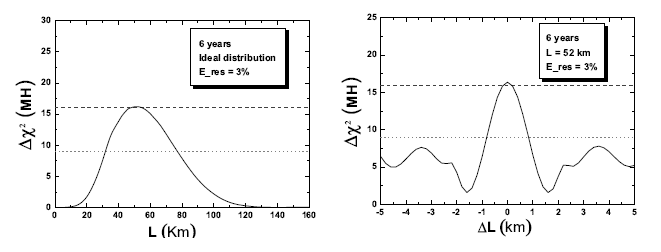 30
25
20
15
10
5
0
Δχ² (MH)
6 years
Ideal distribution
E_res = 3%
0 20 40 60 80 100 120 140 160
L (Km)
25
20
15
10
5
0
Δχ² (MH)
6 years
L = 52 km
E_res = 3%
-5 -4 -3 -2 -1 0 1 2 3 4 5
ΔL (km)